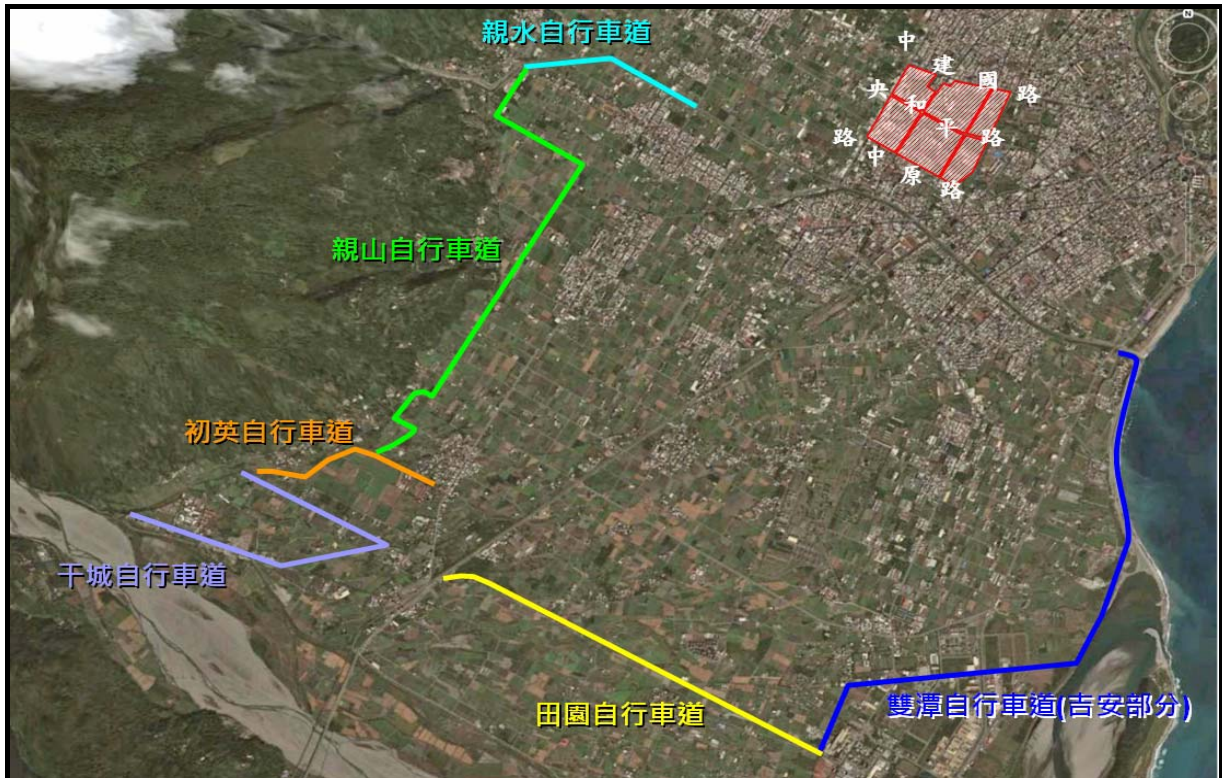 親水自行車道
中央路
建國路
和平路
中原路
親山自行車道
初英自行車道
干城自行車道
田園自行車道
雙潭自行車道(吉安部分)
N